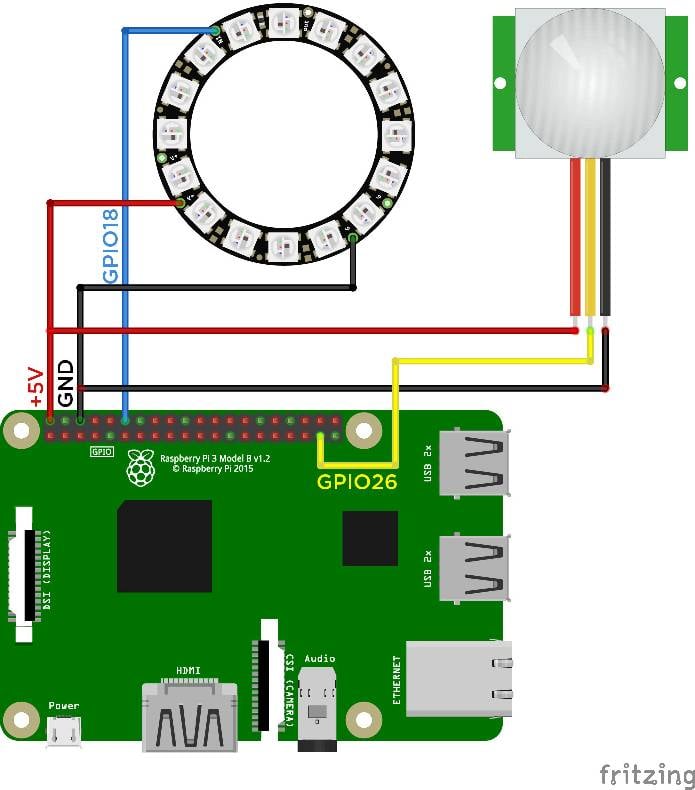 GPIO18
+5V
GND
GPIO
Raspberry Pi 3 Model B v1.2
© Raspberry Pi 2015
GPIO26
USB 2x
DSI (DISPLAY)
USB 2x
HDMI
CSI (CAMERA)
Audio
ETHERNET
Power
fritzing